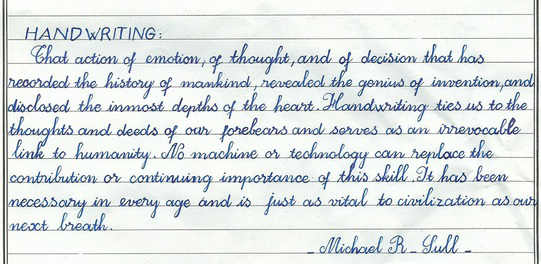 HANDWRITING:
That action of emotion, of thought, and of decision that has
recorded the history of mankind, revealed the genius of invention, and
disclosed the inmost depths of the heart. Handwriting ties us to the
thoughts and deeds of our forebears and serves as an irrevocable
link to humanity. No machine or technology can replace the
contribution or continuing importance of this skill. It has been
necessary in every age and is just as vital to civilization as our
next breath.
- Michael R - Sull -